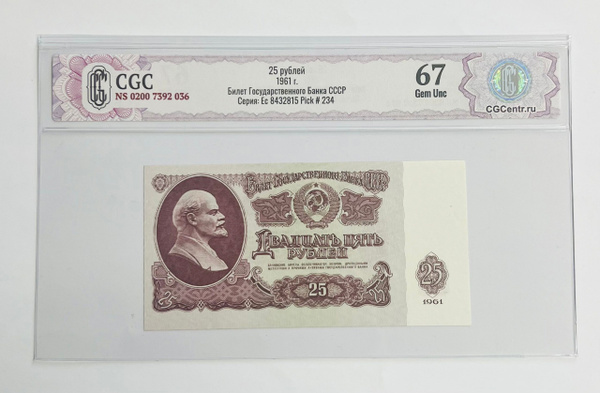 CGC
NS 0200 7392 036
25 рублей
1961 г.
Билет Государственного Банка СССР
Серия: Ес 8432815 Pick # 234
67
Gem Unc
CGCentr.ru
Билет Государственного Банка СССР
Двадцать пять
рублей
25
25
1961